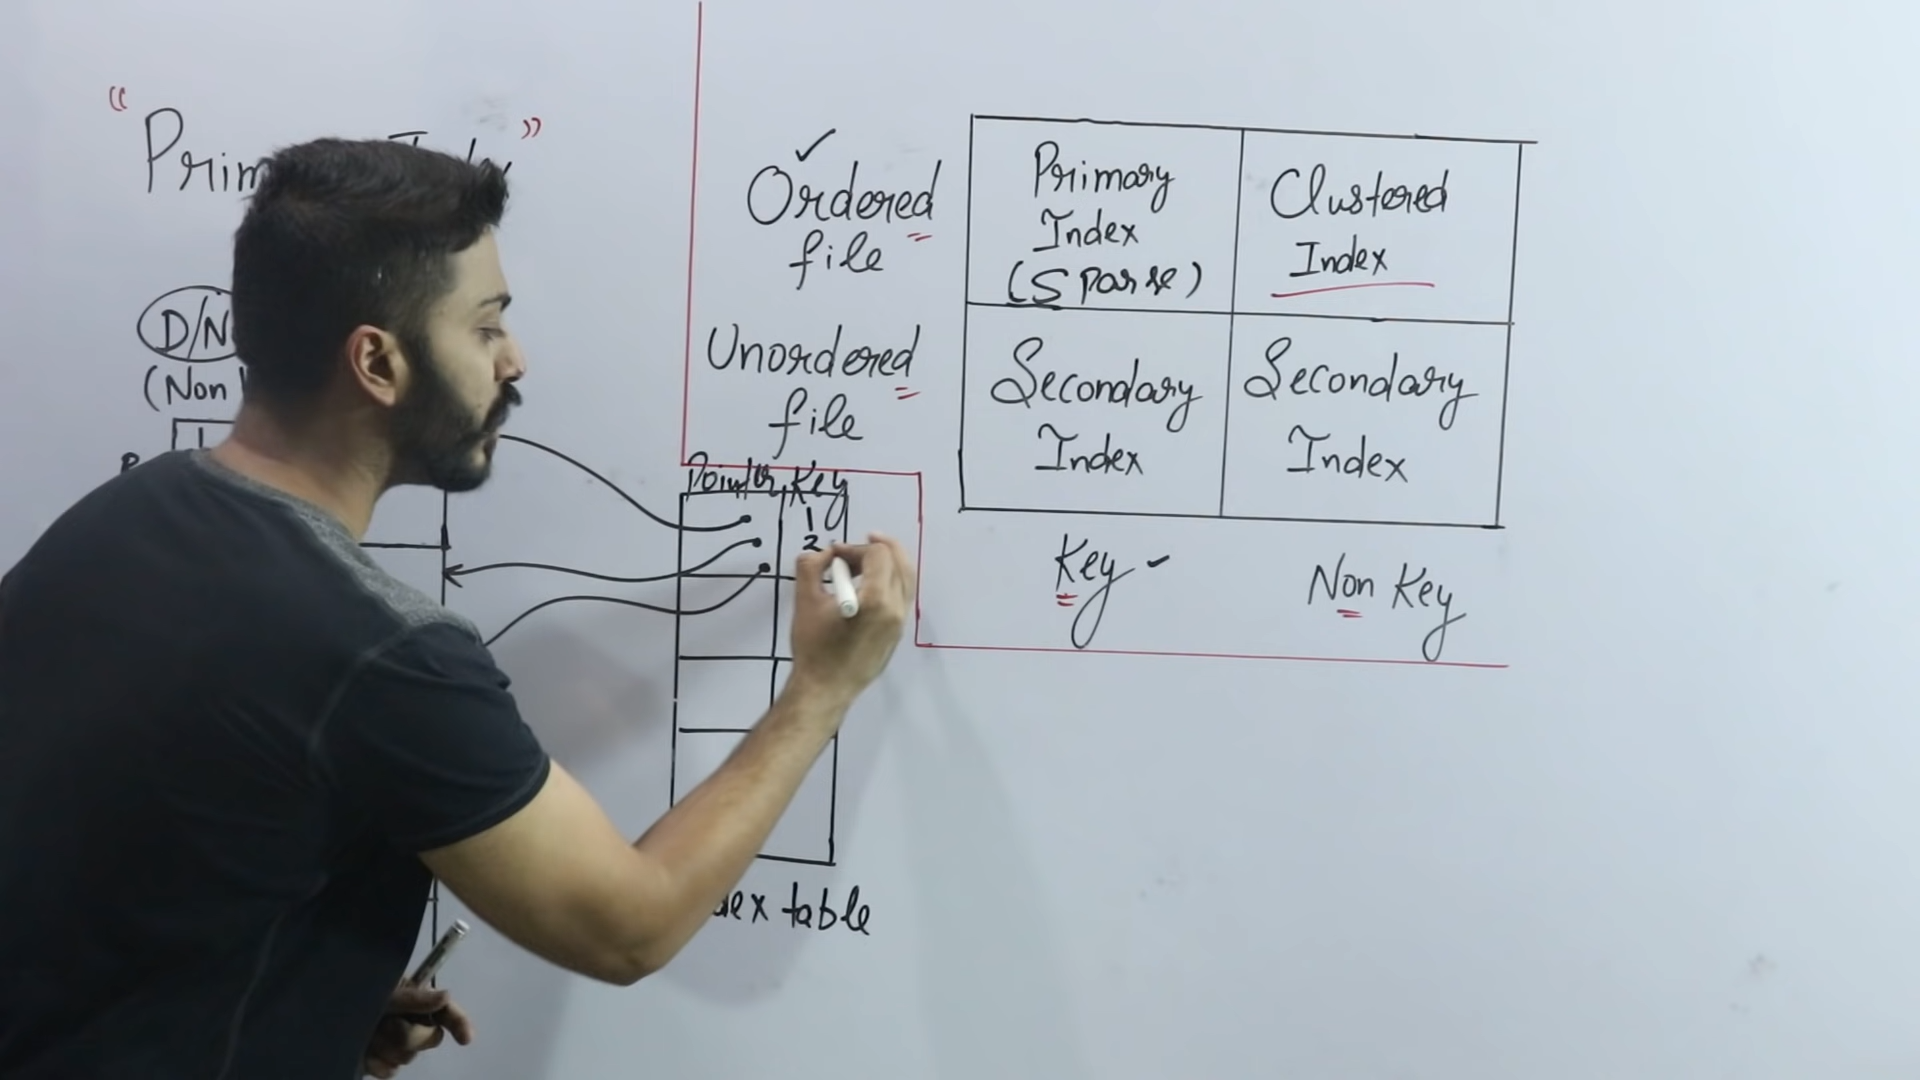 “ Prim
”
D/N
(Non
Ordered
file
Unordered
file
Primary
Index
(Sparse)
Clustered
Index
Secondary
Index
Secondary
Index
Key
Non Key
Pointer Key
1
2
table